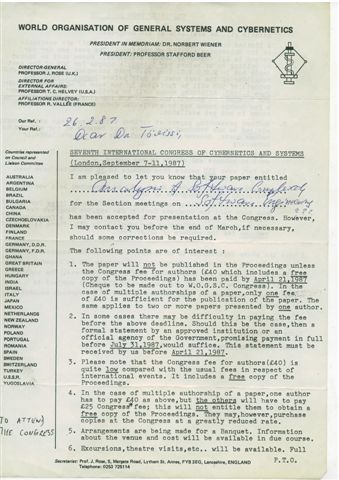 WORLD ORGANISATION OF GENERAL SYSTEMS AND CYBERNETICS
PRESIDENT IN MEMORIAM: DR. NORBERT WIENER
PRESIDENT: PROFESSOR STAFFORD BEER
DIRECTOR-GENERAL
PROFESSOR J. ROSE (U.K.)
DIRECTOR FOR
EXTERNAL AFFAIRS:
PROFESSOR T. C. HELVEY (U.S.A.)
AFFILIATIONS DIRECTOR:
PROFESSOR R. VALLÉE (FRANCE)
Our Ref. :
Your Ref.:
26.2.87
Dear Dr.
Countries represented
on Council and
Liaison Committee
AUSTRALIA
ARGENTINA
BELGIUM
BRAZIL
BULGARIA
CANADA
CHINA
CZECHOSLOVAKIA
DENMARK
FINLAND
FRANCE
GERMANY, D.D.R.
GERMANY, F.D.R.
GHANA
GREAT BRITAIN
GREECE
HUNGARY
INDIA
ISRAEL
ITALY
JAPAN
MEXICO
NETHERLANDS
NEW ZEALAND
NORWAY
POLAND
PORTUGAL
ROMANIA
SPAIN
SWEDEN
SWITZERLAND
TURKEY
U.S.S.R.
YUGOSLAVIA
SEVENTH INTERNATIONAL CONGRESS OF CYBERNETICS AND SYSTEMS
(London,September 7-11,1987)
I am pleased to let you know that your paper entitled
for the Section meetings on
has been accepted for presentation at the Congress. However,
I may contact you before the end of March,if necessary,
should some corrections be required.
The following points are of interest :
1. The paper will not be published in the Proceedings unless
the Congress fee for authors (£40 which includes a free
copy of the Proceedings) has been paid by April 21,1987
(Cheque to be made out to W.O.G.S.C. Congress). In the
case of multiple authorship of a paper,only one fee
of £40 is sufficient for the publication of the paper. The
same applies to two or more papers presented by one author.
2. In some cases there may be difficulty in paying the fee
before the above deadline. Should this be the case,then a
formal statement by an approved institution or an
official agency of the Government,promising payment in full
before July 31,1987,would suffice. This statement must be
received by us before April 21,1987.
3. Please note that the Congress fee for authors(£40) is
quite low compared with the usual fees in respect of
international events. It includes a free copy of the
Proceedings.
4. In the case of multiple authorship of a paper,one author
has to pay £40 as above,but the others will have to pay
£25 Congress fee; this will not entitle them to obtain a
free copy of the Proceedings. They may,however,purchase
copies at the Congress at a greatly reduced rate.
TO ATTEND
THE CONGRESS
5. Arrangements are being made for a Banquet. Information
about the venue and cost will be available in due course.
6. Excursions,theatre visits,etc.. will be available. Full
P.T.O.
Secretaries: Prof J. Rose, 5, Margate Road, Lytham St. Annes, FY8 3EG, Lancashire, ENGLAND
Telephone: 0253 725114